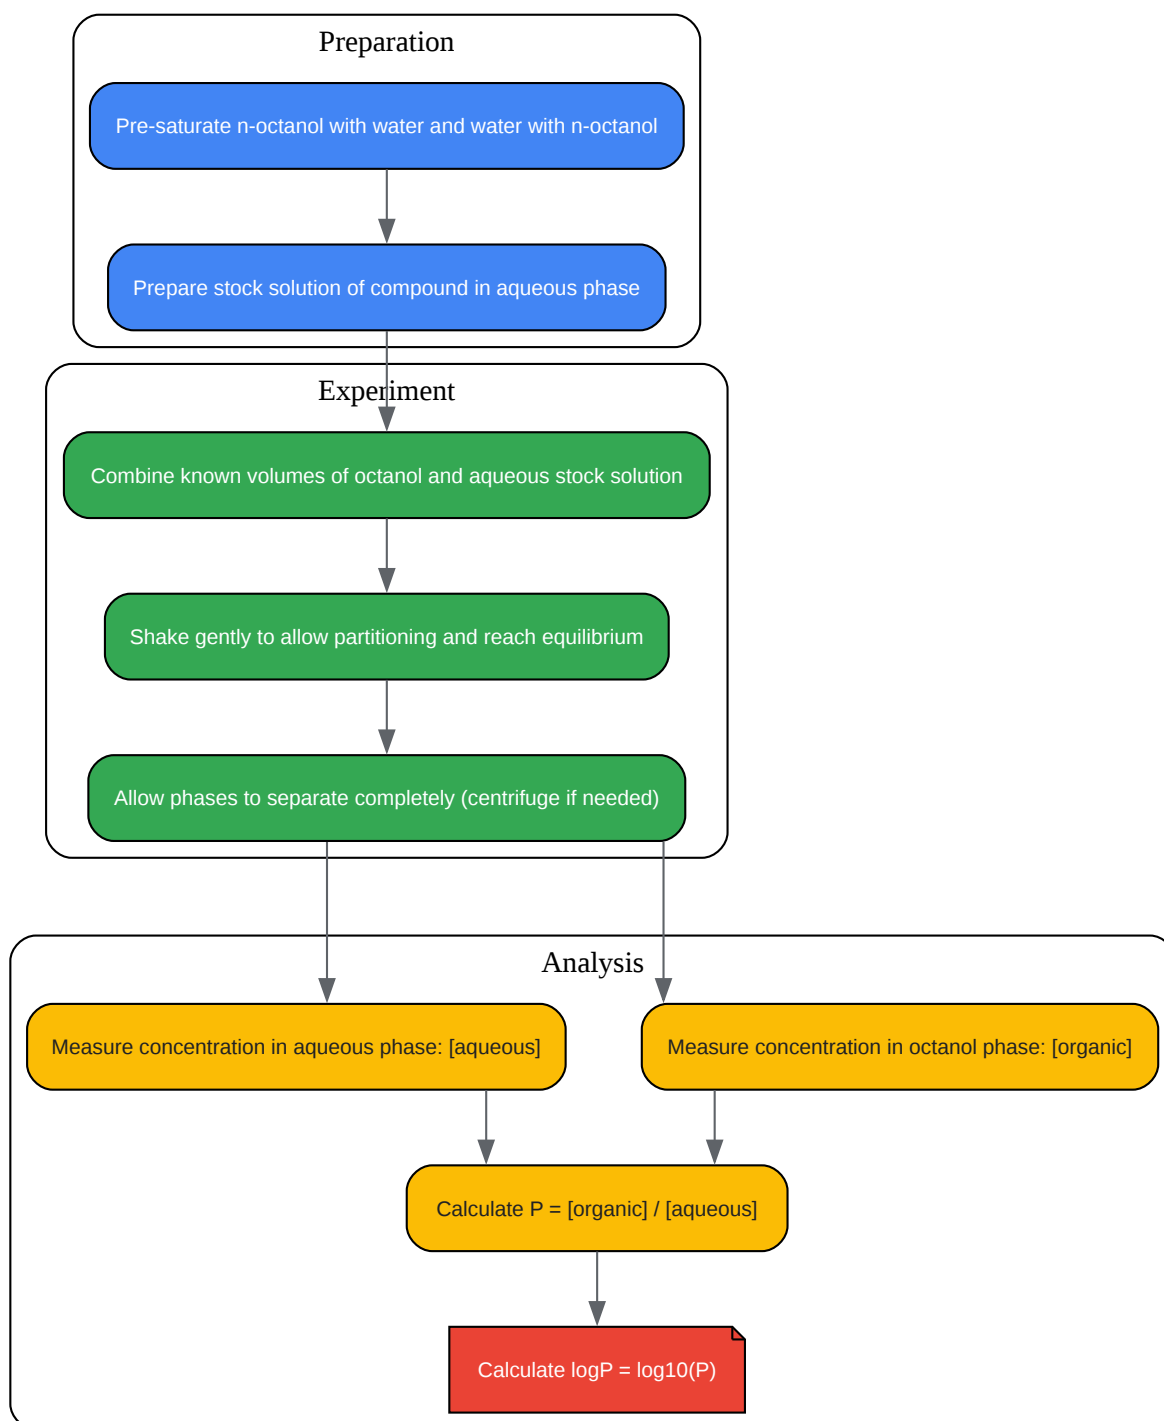 Preparation
Pre-saturate n-octanol with water and water with n-octanol
Prepare stock solution of compound in aqueous phase
Experiment
Combine known volumes of octanol and aqueous stock solution
Shake gently to allow partitioning and reach equilibrium
Allow phases to separate completely (centrifuge if needed)
Analysis
Measure concentration in aqueous phase: [aqueous]
Measure concentration in octanol phase: [organic]
Calculate P = [organic] / [aqueous]
Calculate logP = log10(P)